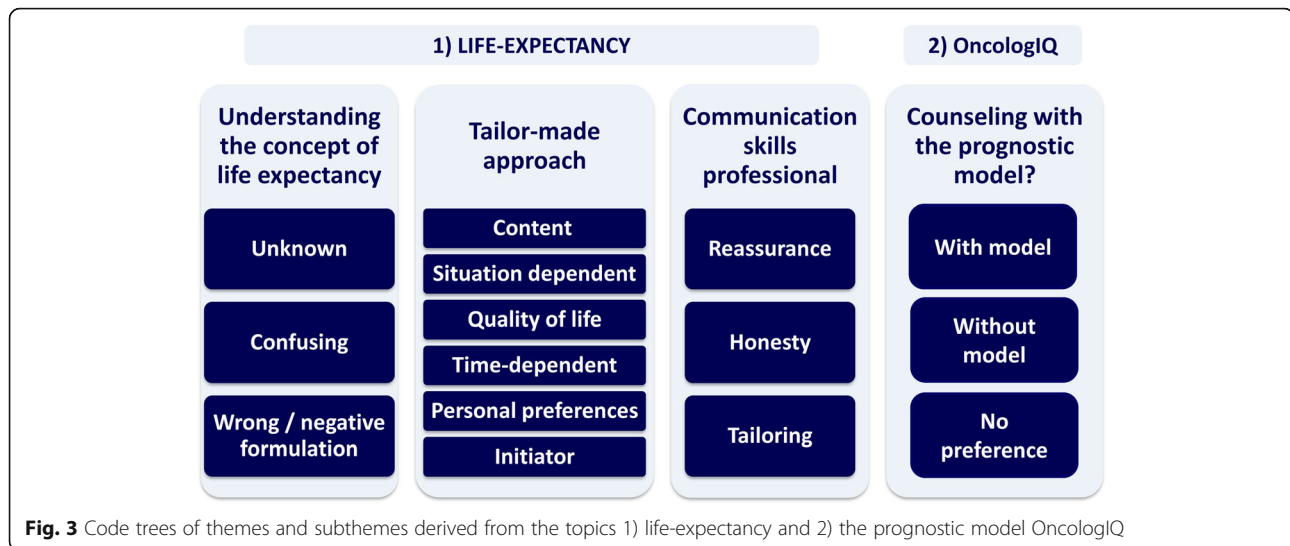 1) LIFE-EXPECTANCY
2) OncologIQ
Understanding
the concept of
life expectancy
Unknown
Confusing
Wrong / negative
formulation
Tailor-made
approach
Content
Situation dependent
Quality of life
Time-dependent
Personal preferences
Initiator
Communication
skills
professional
Reassurance
Honesty
Tailoring
Counseling with
the prognostic
model?
With model
Without
model
No
preference
Fig. 3 Code trees of themes and subthemes derived from the topics 1) life-expectancy and 2) the prognostic model OncologIQ